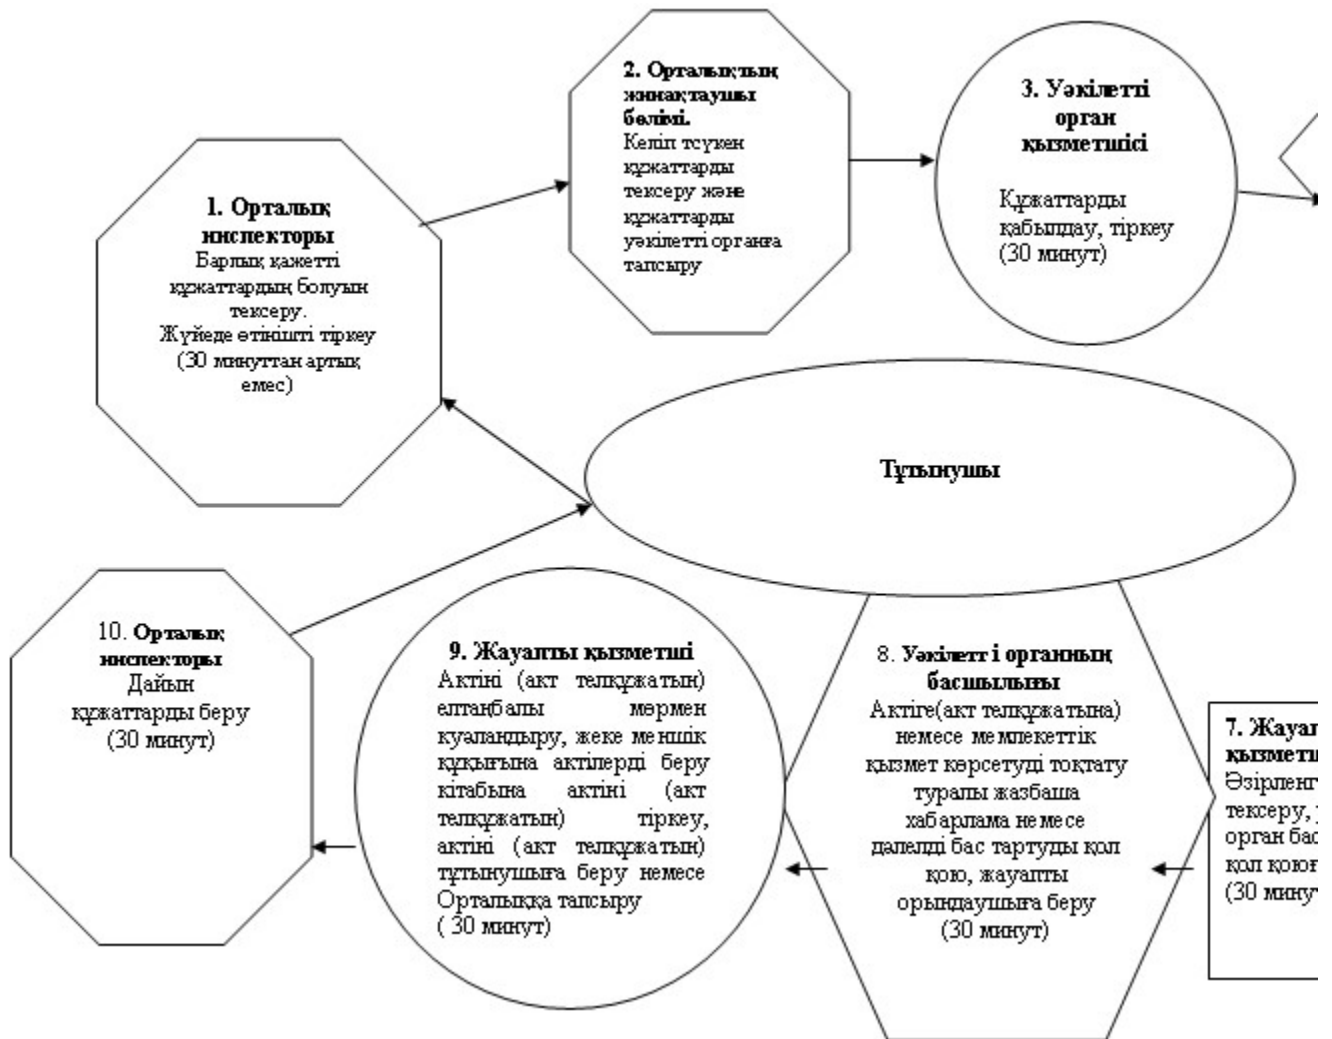 1. Орталық
инспекторы
Барлық қажетті
құжаттардың болуын
тексеру.
Жүйеде өтінішті тіркеу
(30 минуттан артық
емес)
2. Орталықтың
жинақтаушы
бөлімі.
Келіп тсүкен
құжаттарды
тексеру және
құжаттарды
уәкілетті органға
тапсыру
3. Уәкілетті
орган
қызметшісі
Құжаттарды
қабылдау, тіркеу
(30 минут)
Тұтынушы
7. Жауап
қызметш
Әзірленг
тексеру,
орган бас
қол қоюғ
(30 мину
8. Уәкілетт і органның
басшылығы
Актіге(акт телқұжатына)
немесе мемлекеттік
қызмет көрсетуді тоқтату
туралы жазбаша
хабарлама немесе
дәлелді бас тартуды қол
қою, жауапты
орындаушыға беру
(30 минут)
9. Жауапты қызметші
Актіні (акт телқұжатын)
елтаңбалы мөрмен
куәландыру, жеке меншік
құқығына актілерді беру
кітабына актіні (акт
телқұжатын) тіркеу,
актіні (акт телқұжатын)
тұтынушыға беру немесе
Орталыққа тапсыру
( 30 минут)
10. Орталық
инспекторы
Дайын
құжаттарды беру
(30 минут)